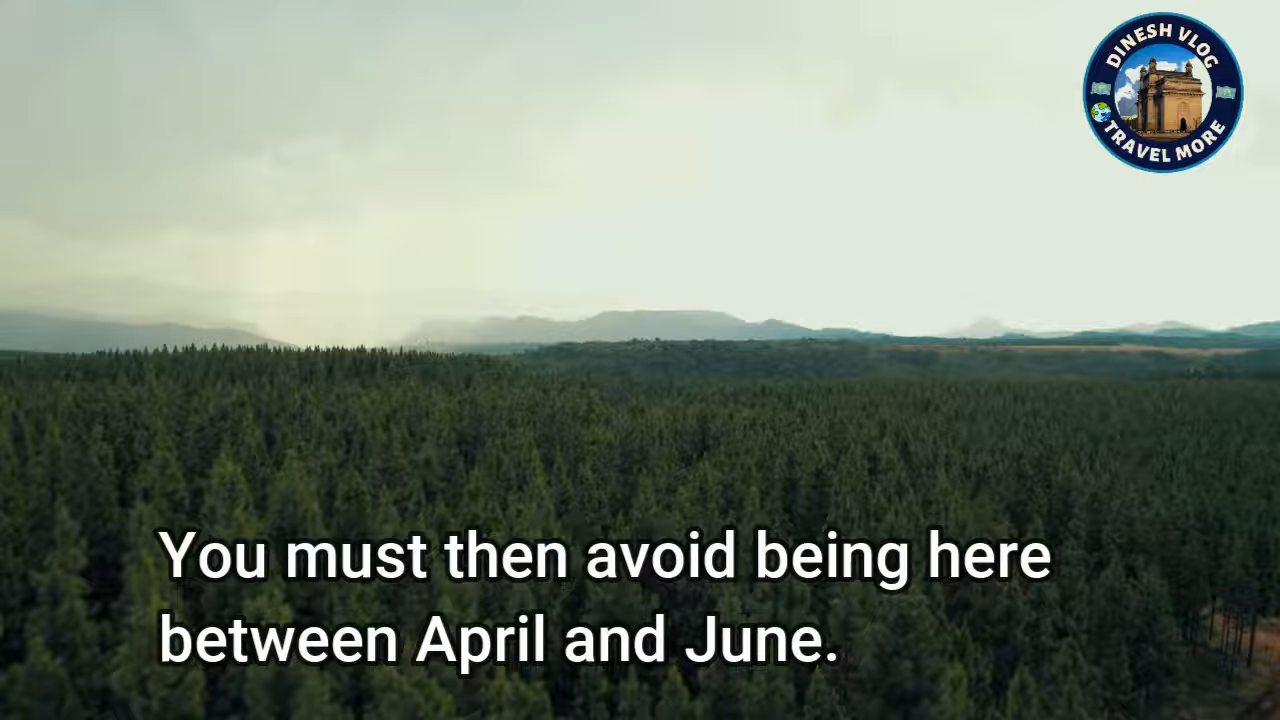 DINESH VLOG
TRAVEL MORE
You must then avoid being here
between April and June.